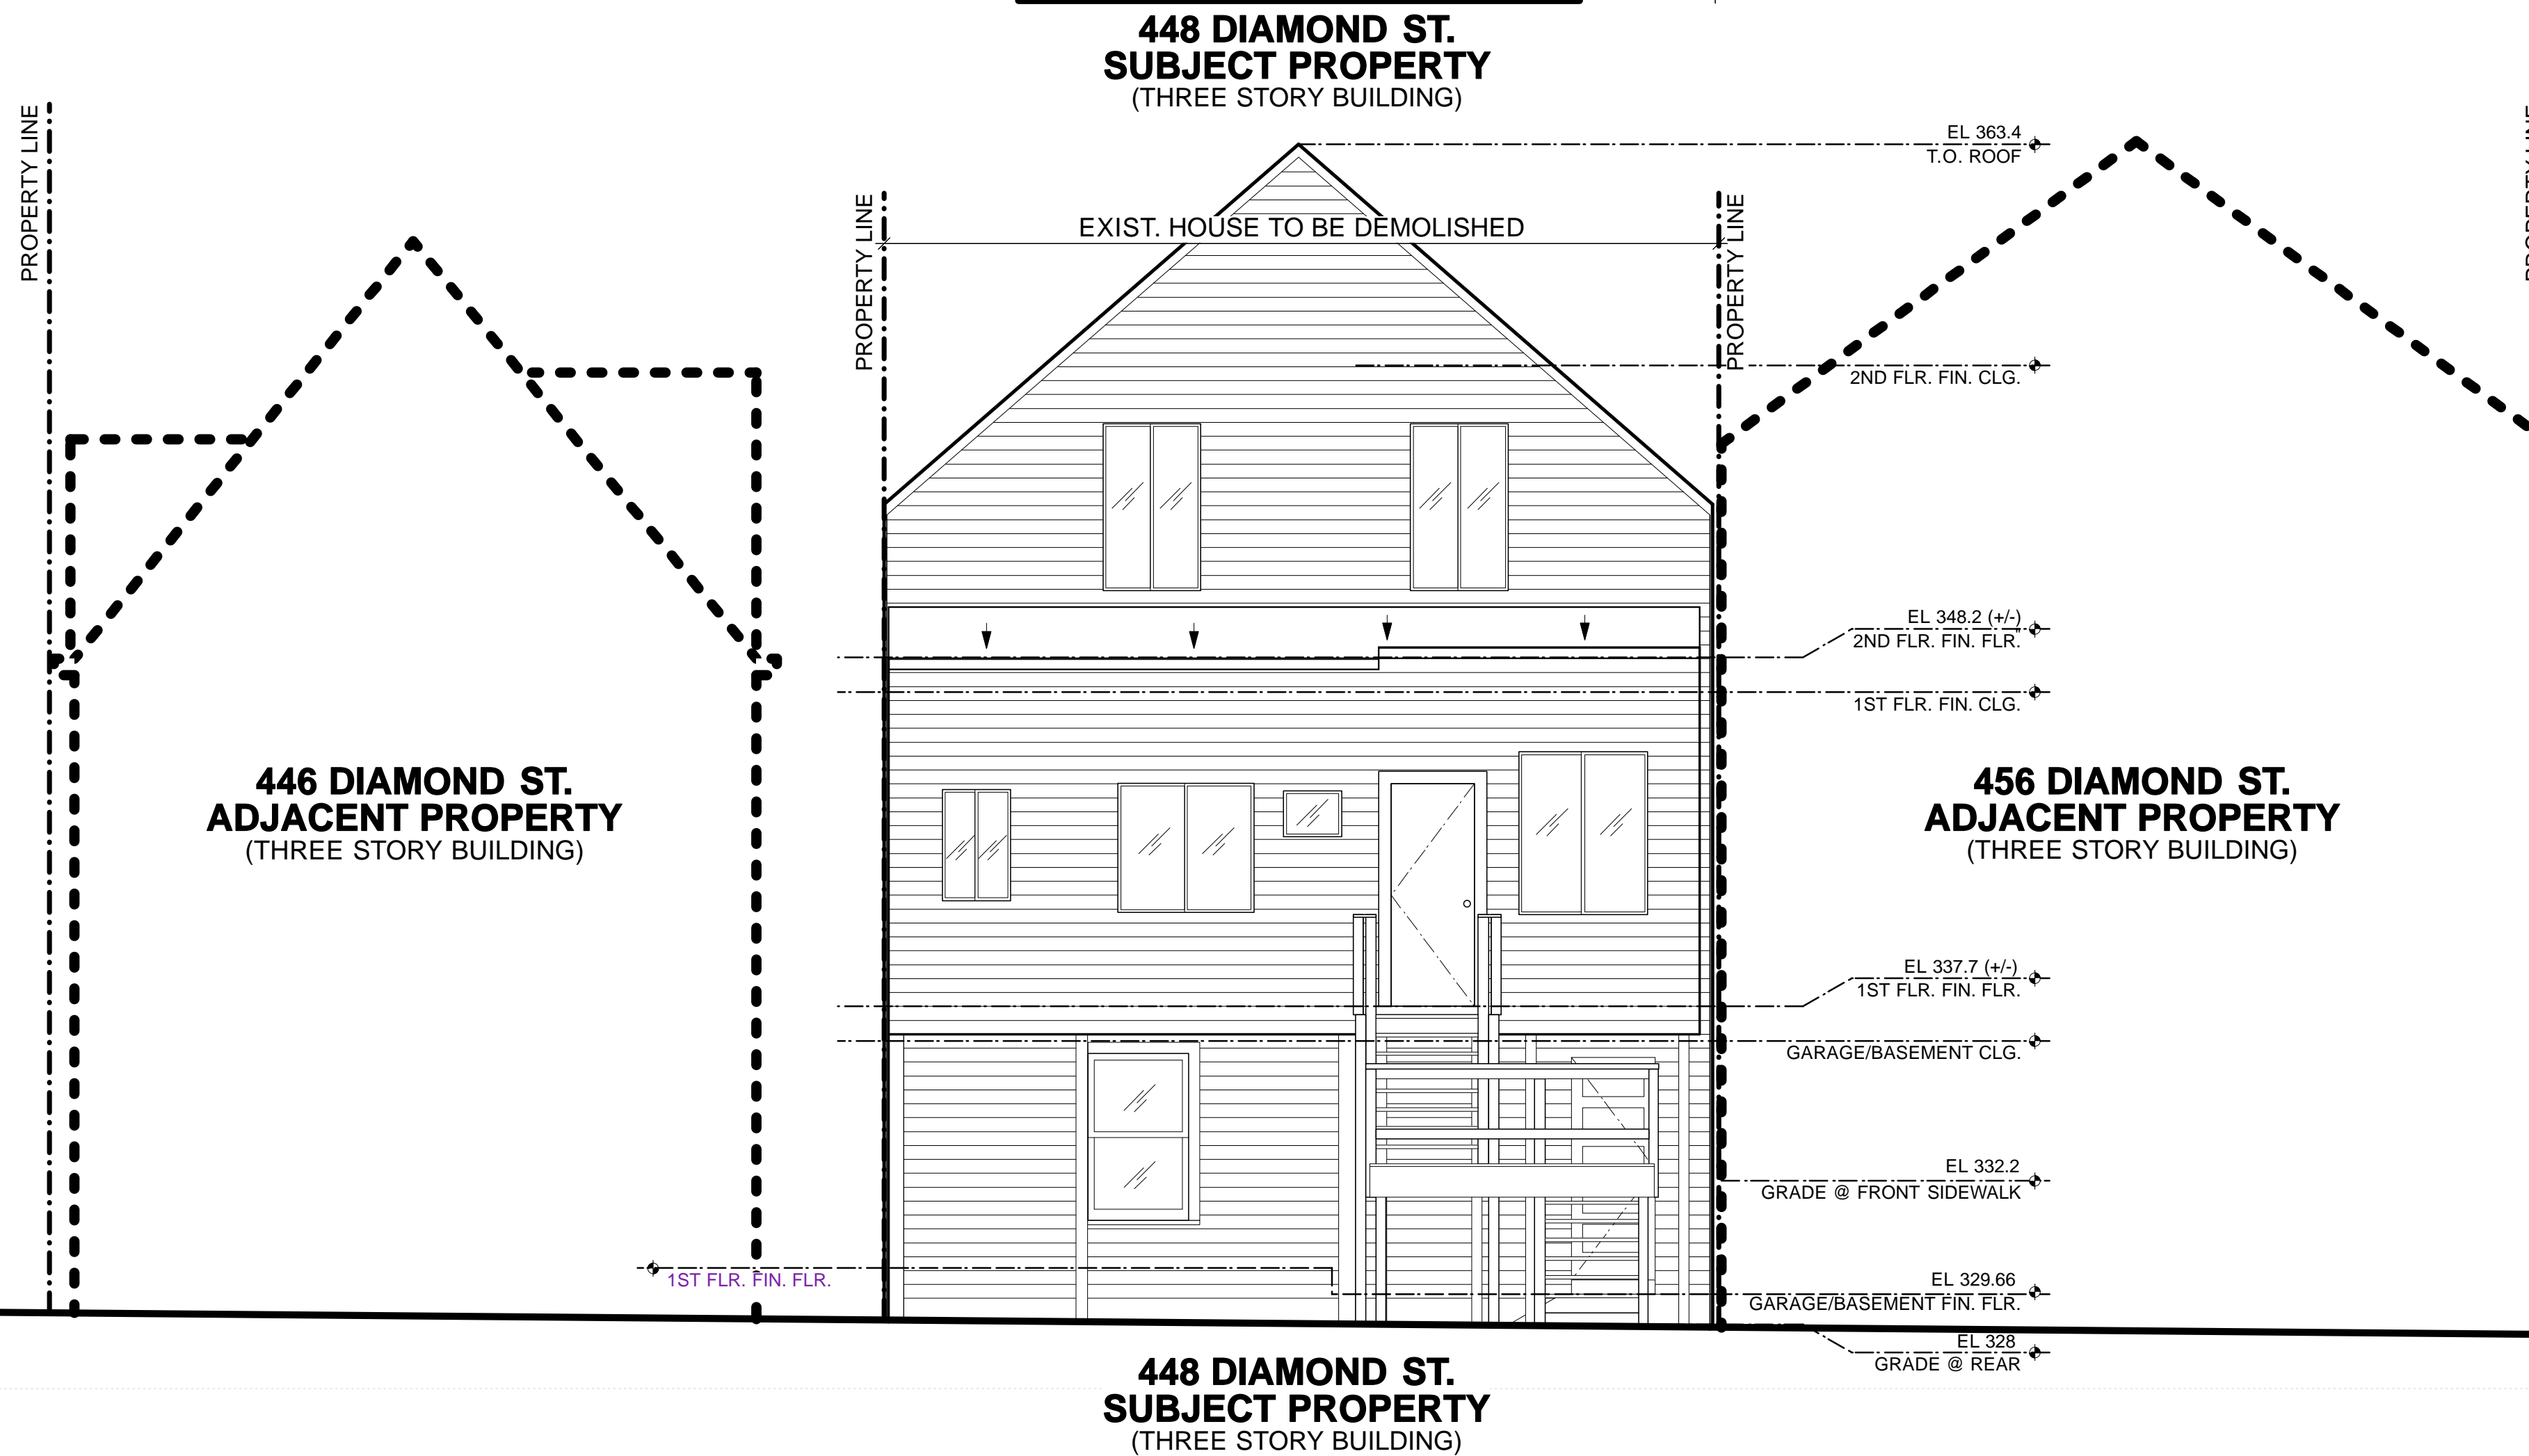 448 DIAMOND ST.
SUBJECT PROPERTY
(THREE STORY BUILDING)
PROPERTY LINE
PROPERTY LINE
PROPERTY LINE
PROPERTY LINE
EXIST. HOUSE TO BE DEMOLISHED
EL 363.4
T.O. ROOF
2ND FLR. FIN. CLG.
EL 348.2 (+/-)
2ND FLR. FIN. FLR."
1ST FLR. FIN. CLG.
446 DIAMOND ST.
ADJACENT PROPERTY
(THREE STORY BUILDING)
456 DIAMOND ST.
ADJACENT PROPERTY
(THREE STORY BUILDING)
EL 337.7 (+/-)
1ST FLR. FIN. FLR.
GARAGE/BASEMENT CLG.
EL 332.2
GRADE @ FRONT SIDEWALK
1ST FLR. FIN. FLR.
EL 329.66
GARAGE/BASEMENT FIN. FLR.
EL 328
GRADE @ REAR
448 DIAMOND ST.
SUBJECT PROPERTY
(THREE STORY BUILDING)